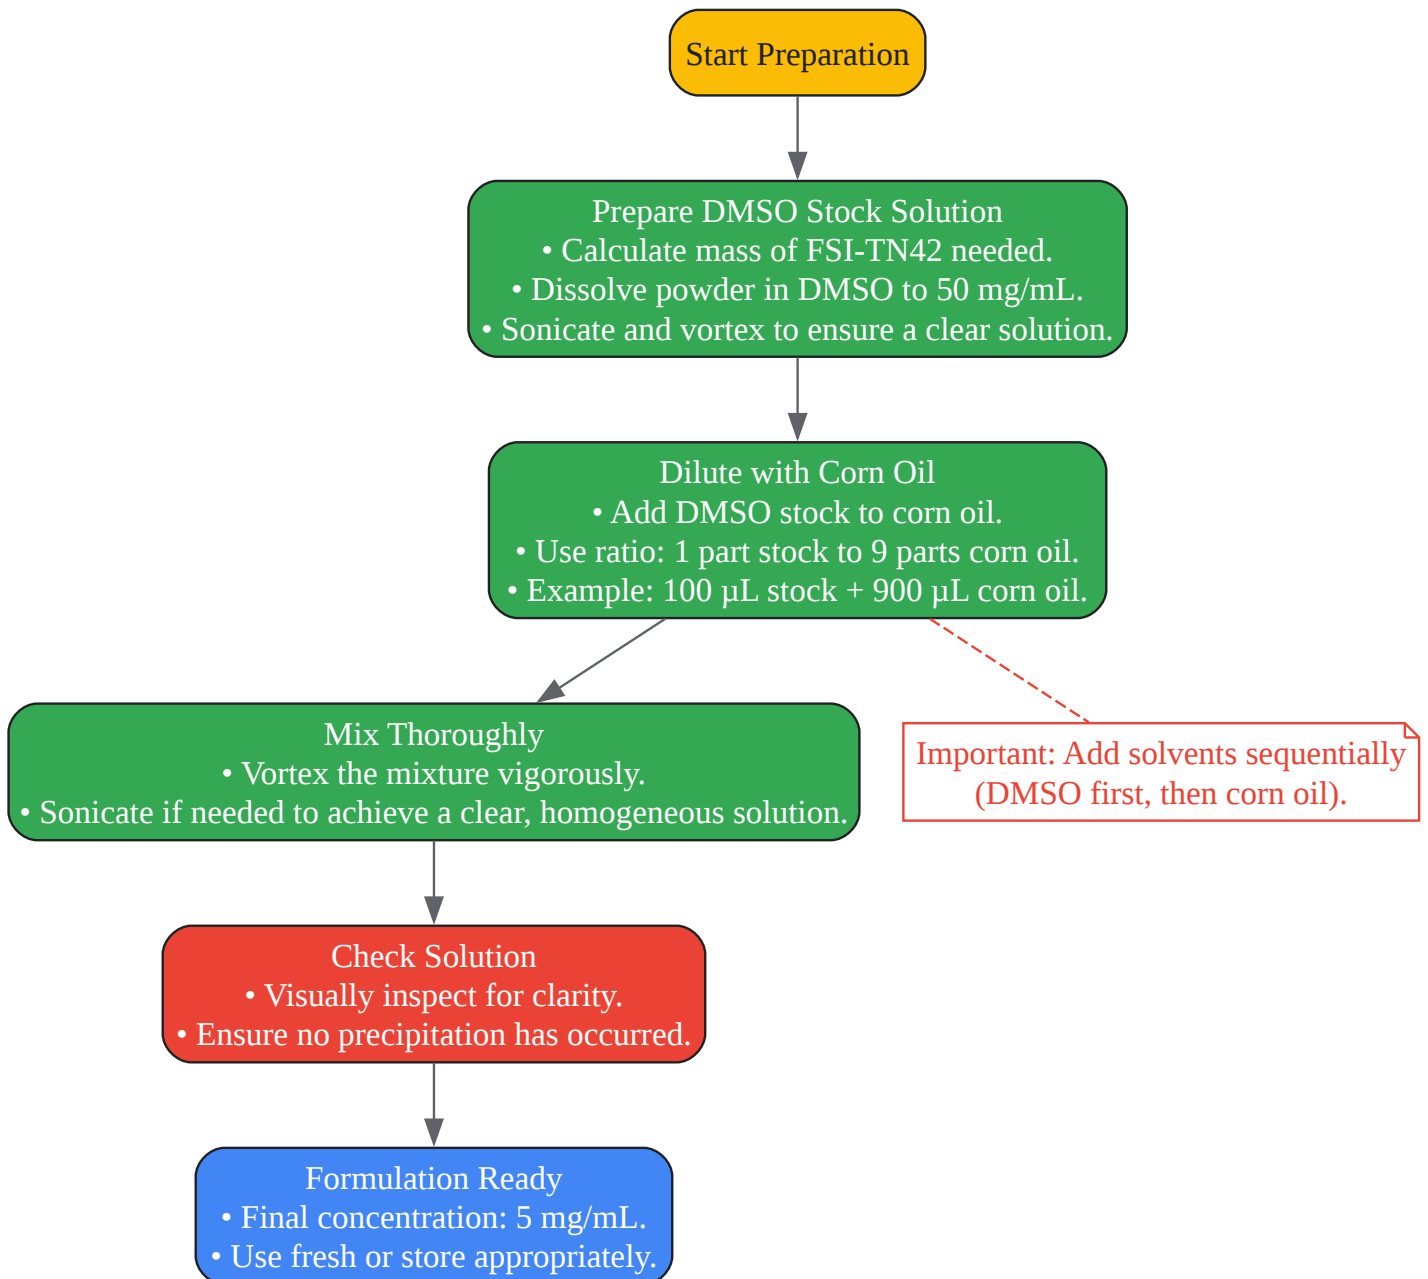 Start Preparation
Prepare DMSO Stock Solution
• Calculate mass of FSI-TN42 needed.
• Dissolve powder in DMSO to 50 mg/mL.
• Sonicate and vortex to ensure a clear solution.
Dilute with Corn Oil
• Add DMSO stock to corn oil.
• Use ratio: 1 part stock to 9 parts corn oil.
• Example: 100 µL stock + 900 µL corn oil.
Mix Thoroughly
• Vortex the mixture vigorously.
• Sonicate if needed to achieve a clear, homogeneous solution.
Important: Add solvents sequentially
(DMSO first, then corn oil).
Check Solution
• Visually inspect for clarity.
• Ensure no precipitation has occurred.
Formulation Ready
• Final concentration: 5 mg/mL.
• Use fresh or store appropriately.